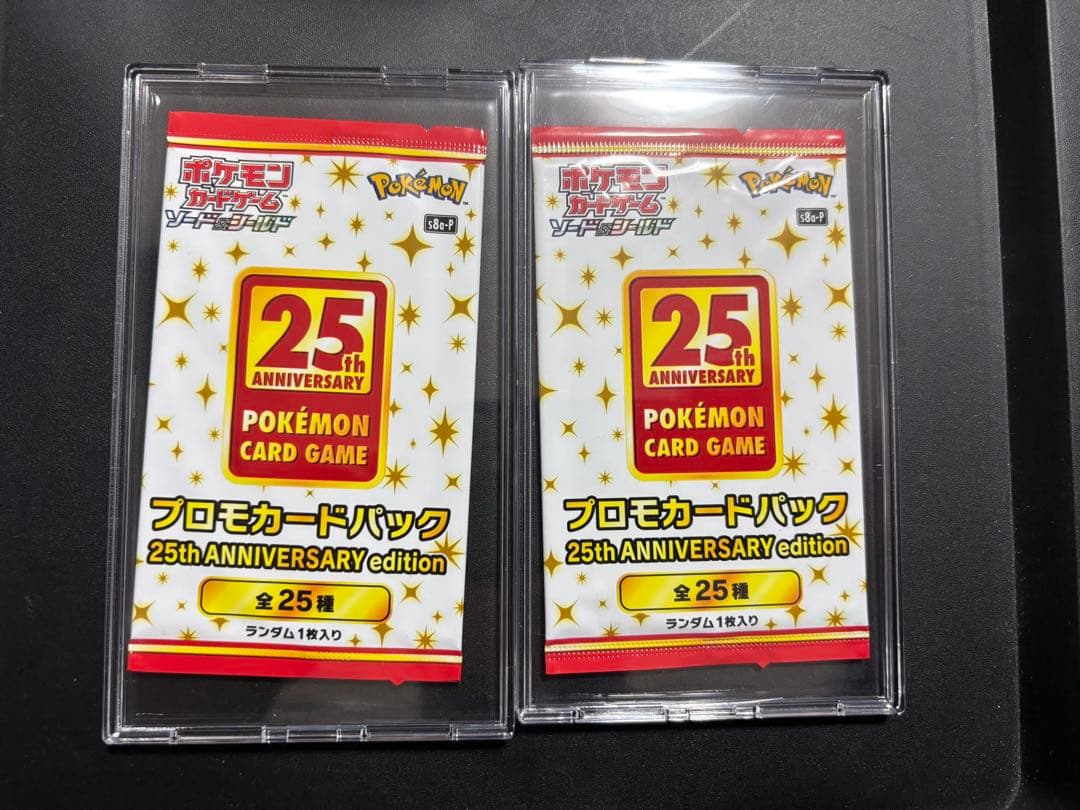 ポケモン
カードゲーム
ソード&シールド
POKÉMON
s8a-P
25th
ANNIVERSARY
POKÉMON
CARD GAME
プロモカードパック
25th ANNIVERSARY edition
全25種
ランダム1枚入り
ポケモン
カードゲーム
ソード&シールド
POKÉMON
s8a-P
25th
ANNIVERSARY
POKÉMON
CARD GAME
プロモカードパック
25th ANNIVERSARY edition
全25種
ランダム1枚入り